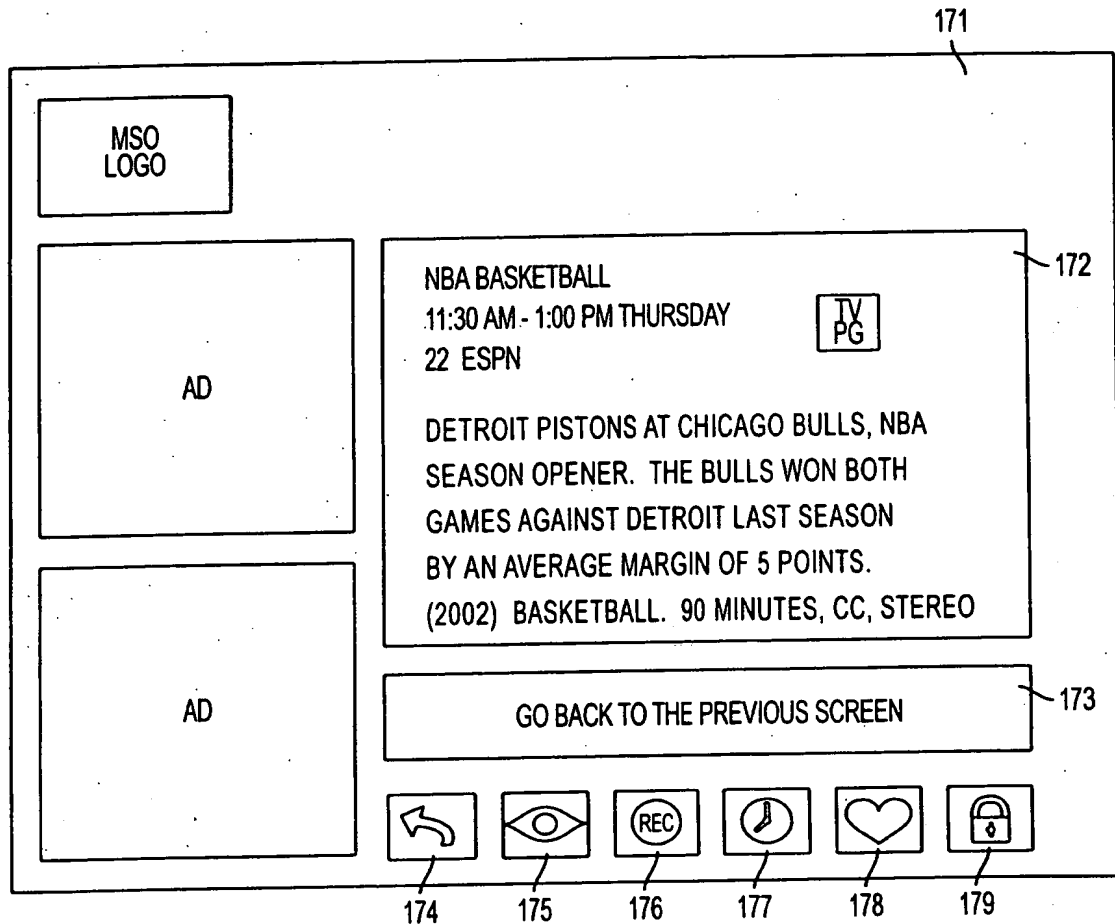 171
MSO
LOGO
AD
NBA BASKETBALL
11:30 AM - 1:00 PM THURSDAY
22 ESPN
TV
PG
172
DETROIT PISTONS AT CHICAGO BULLS, NBA
SEASON OPENER. THE BULLS WON BOTH
GAMES AGAINST DETROIT LAST SEASON
BY AN AVERAGE MARGIN OF 5 POINTS.
(2002) BASKETBALL. 90 MINUTES, CC, STEREO
AD
GO BACK TO THE PREVIOUS SCREEN
173
REC
174
175
176
177
178
179